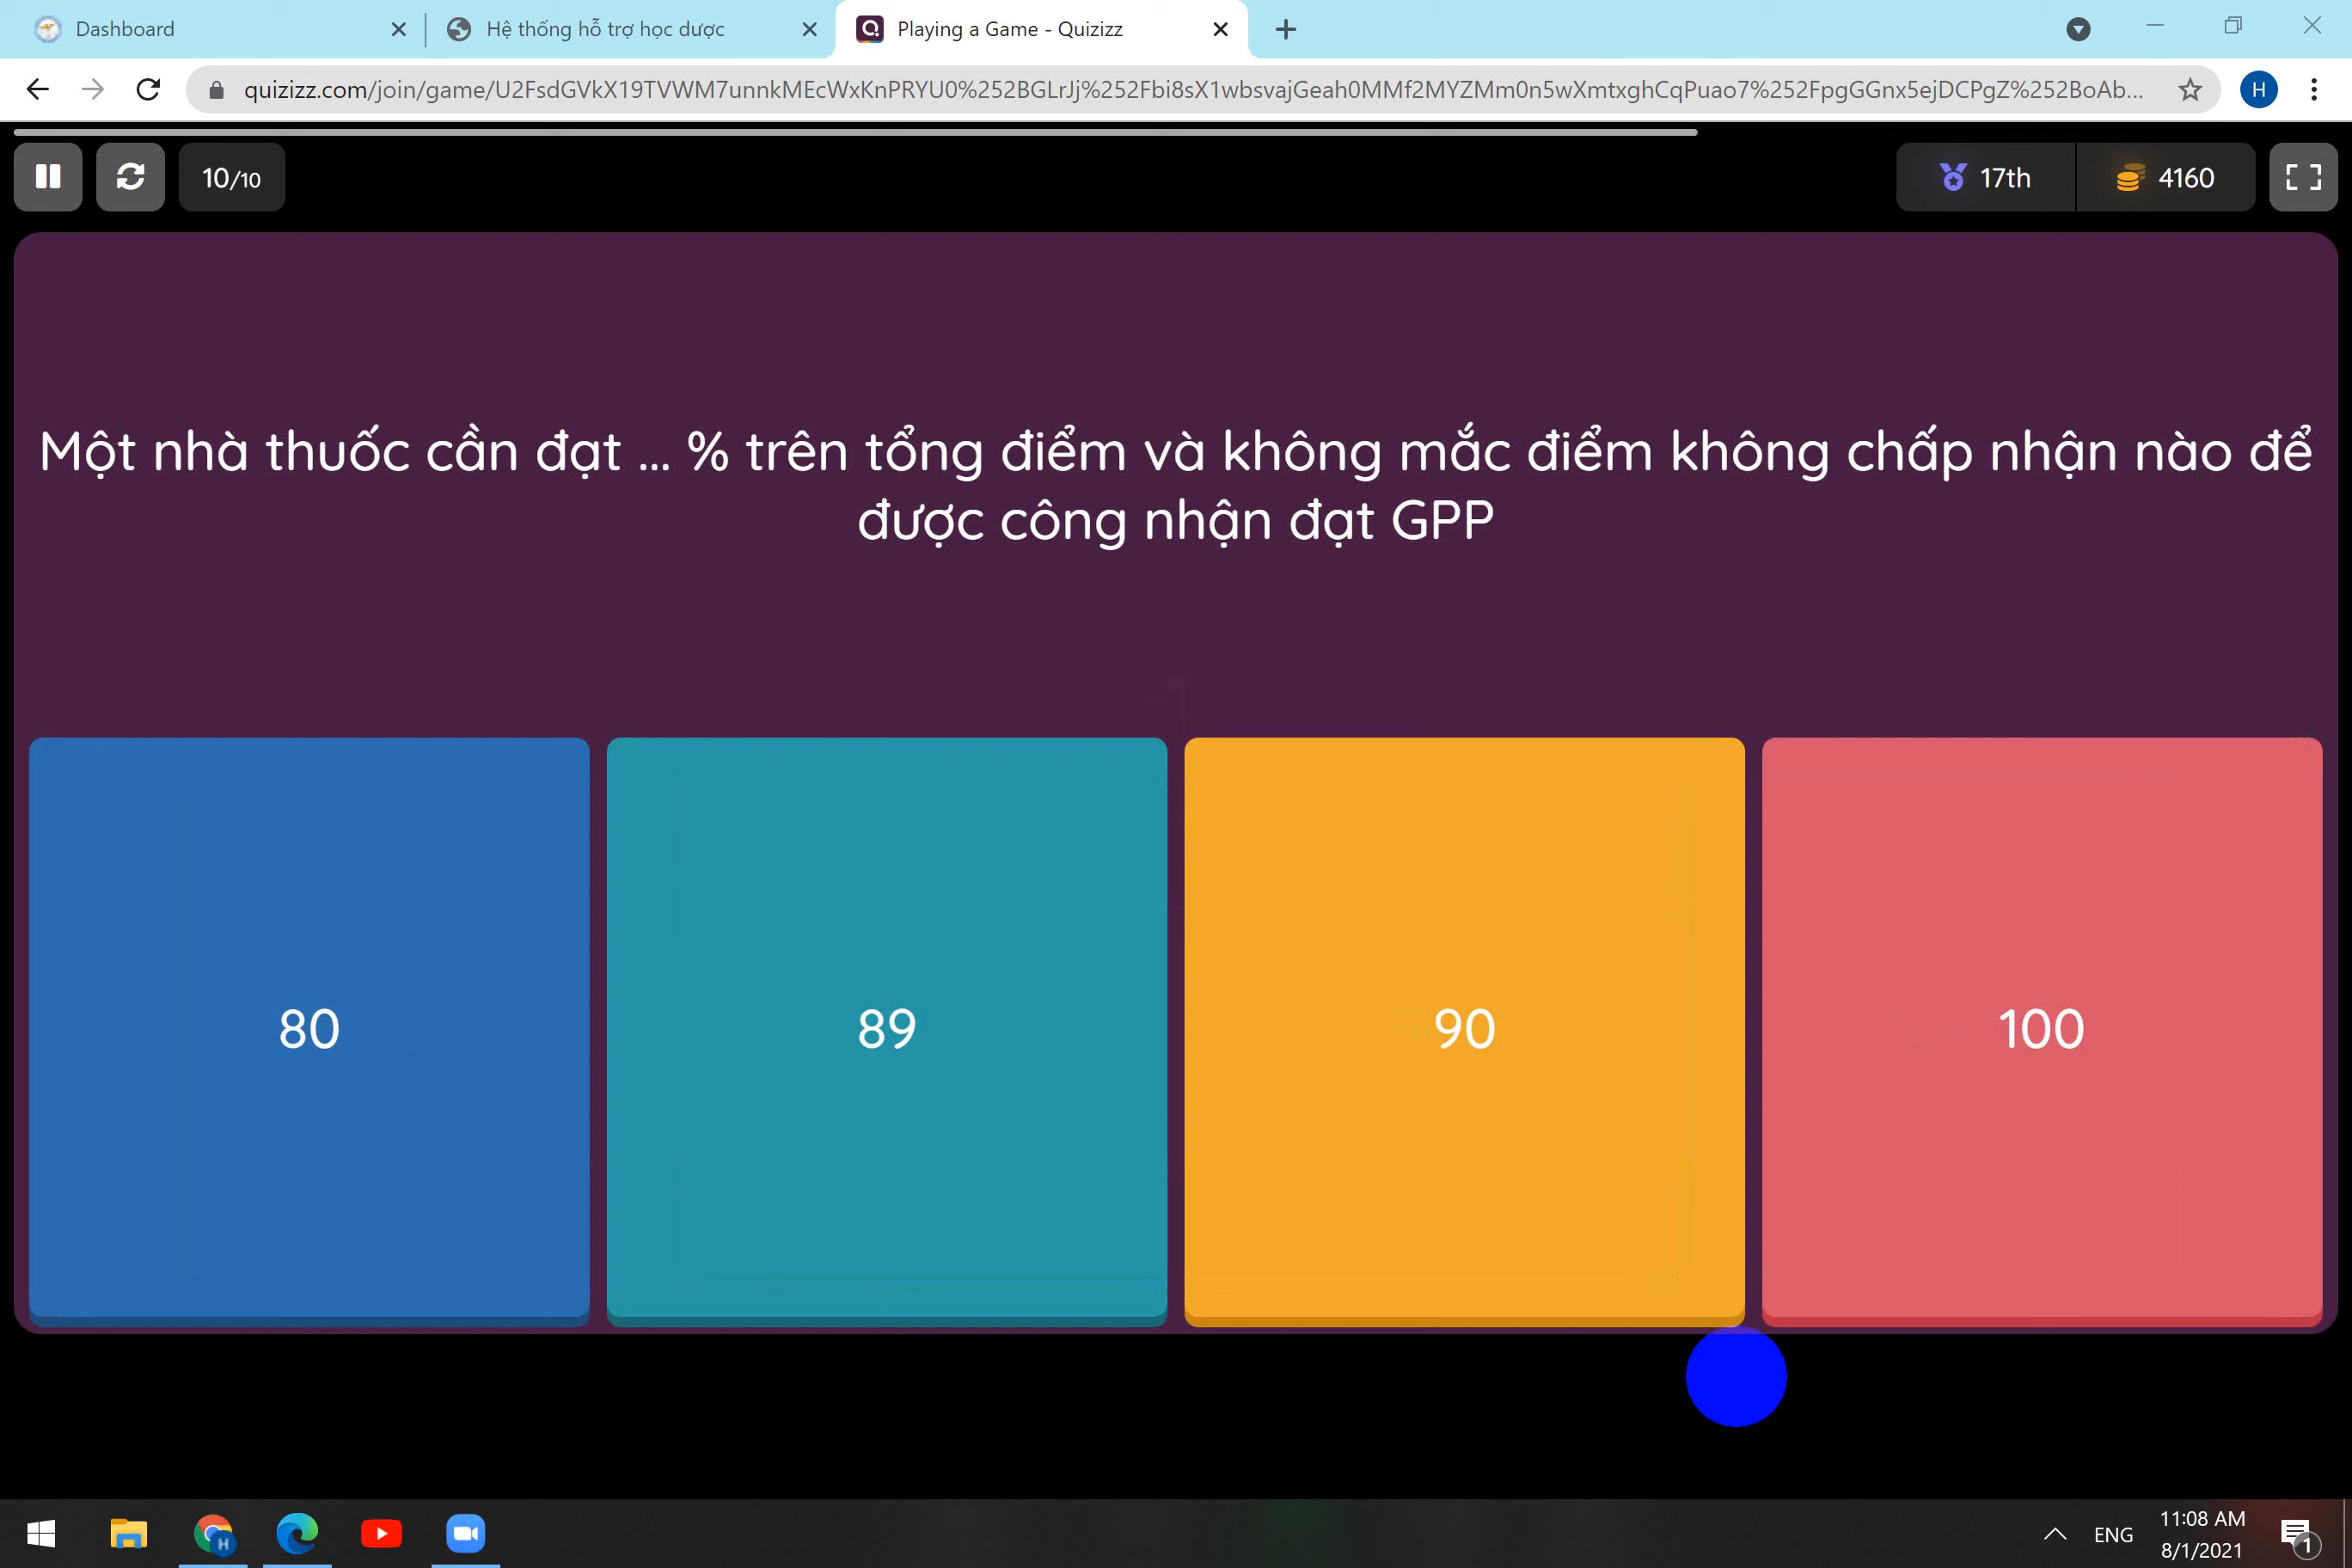 Dashboard
Hệ thống hỗ trợ học dược
Playing a Game - Quizizz
quizizz.com/join/game/U2FsdGVkX19TVWM7unnkMEcWxKnPRYU0%252BGLrJj%252Fbi8sX1wbsvajGeah0MMf2MYZMm0n5wXmtxghCqPuao7%252FpgGGnx5ejDCPgZ%252BoAb...
H
10/10
17th
4160
Một nhà thuốc cần đạt ... % trên tổng điểm và không mắc điểm không chấp nhận nào để
được công nhận đạt GPP
80
89
90
100
H
ENG
11:08 AM
8/1/2021
1